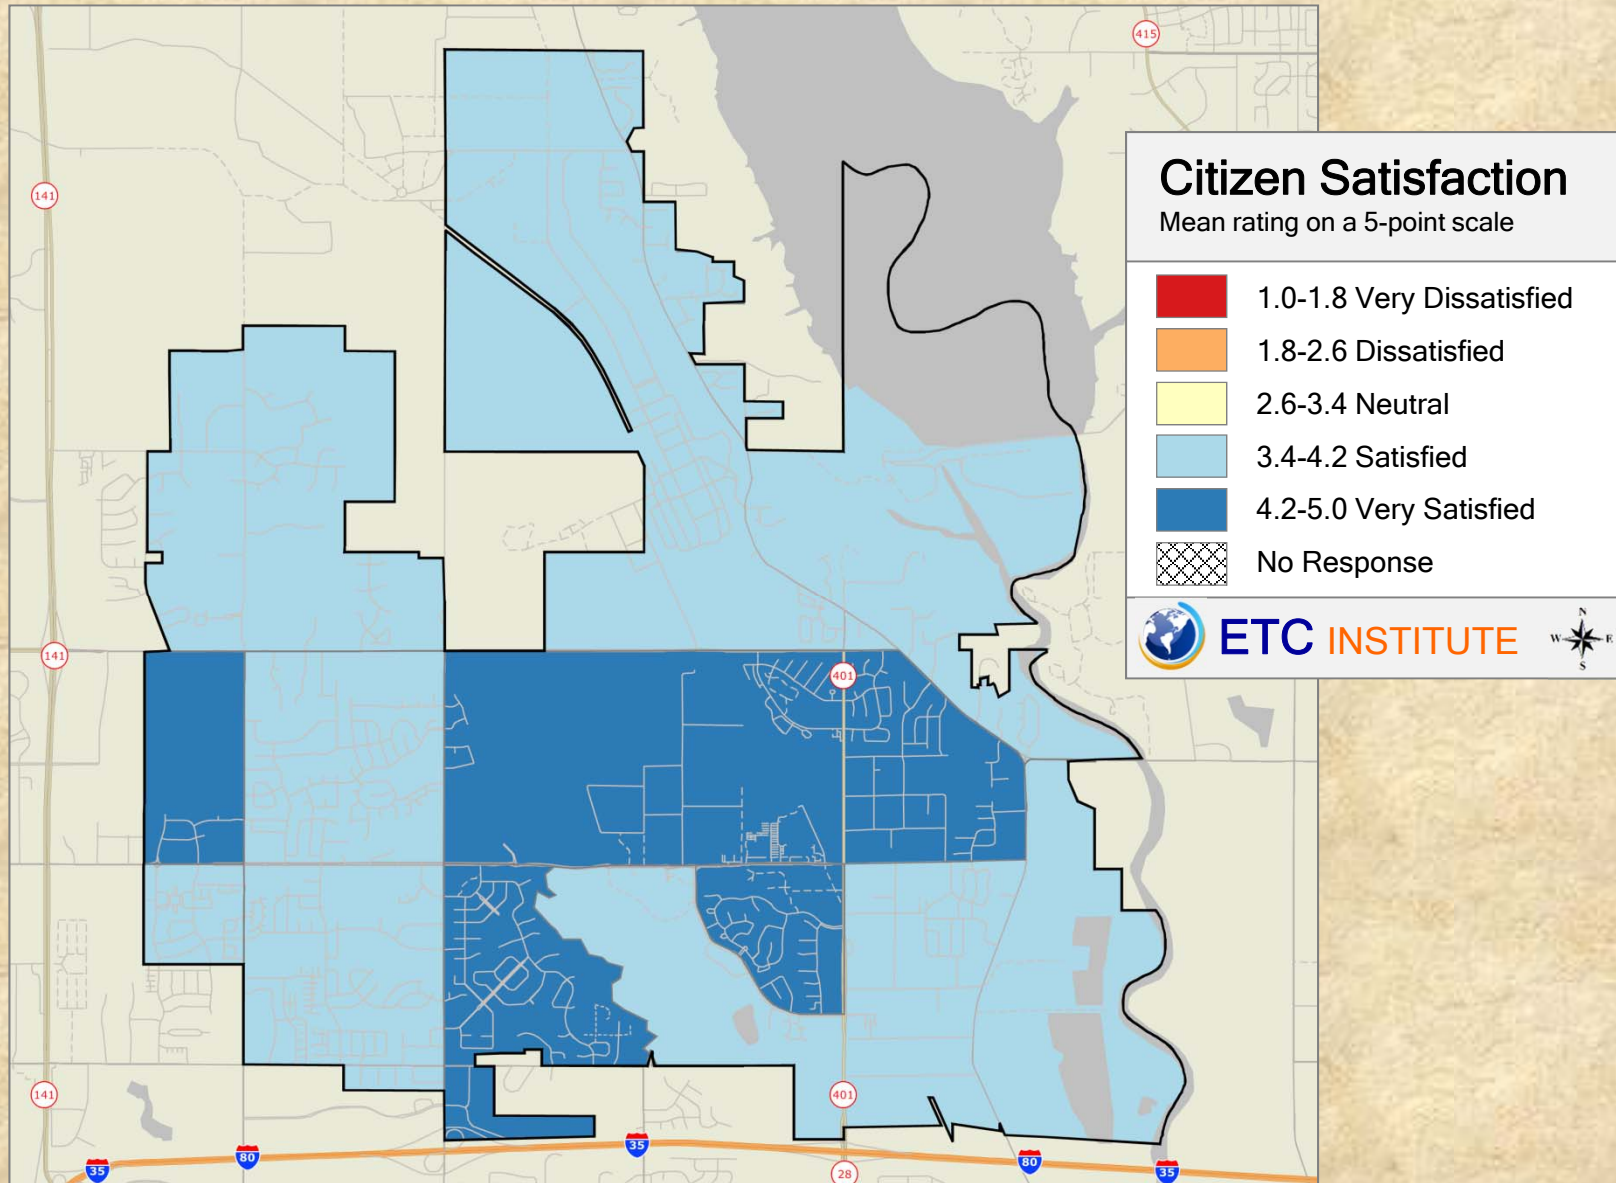 415
141
Citizen Satisfaction
Mean rating on a 5-point scale
1.0-1.8 Very Dissatisfied
1.8-2.6 Dissatisfied
2.6-3.4 Neutral
3.4-4.2 Satisfied
4.2-5.0 Very Satisfied
No Response
ETC INSTITUTE
N
W E
S
141
401
141
401
35
80
35
80
35
28